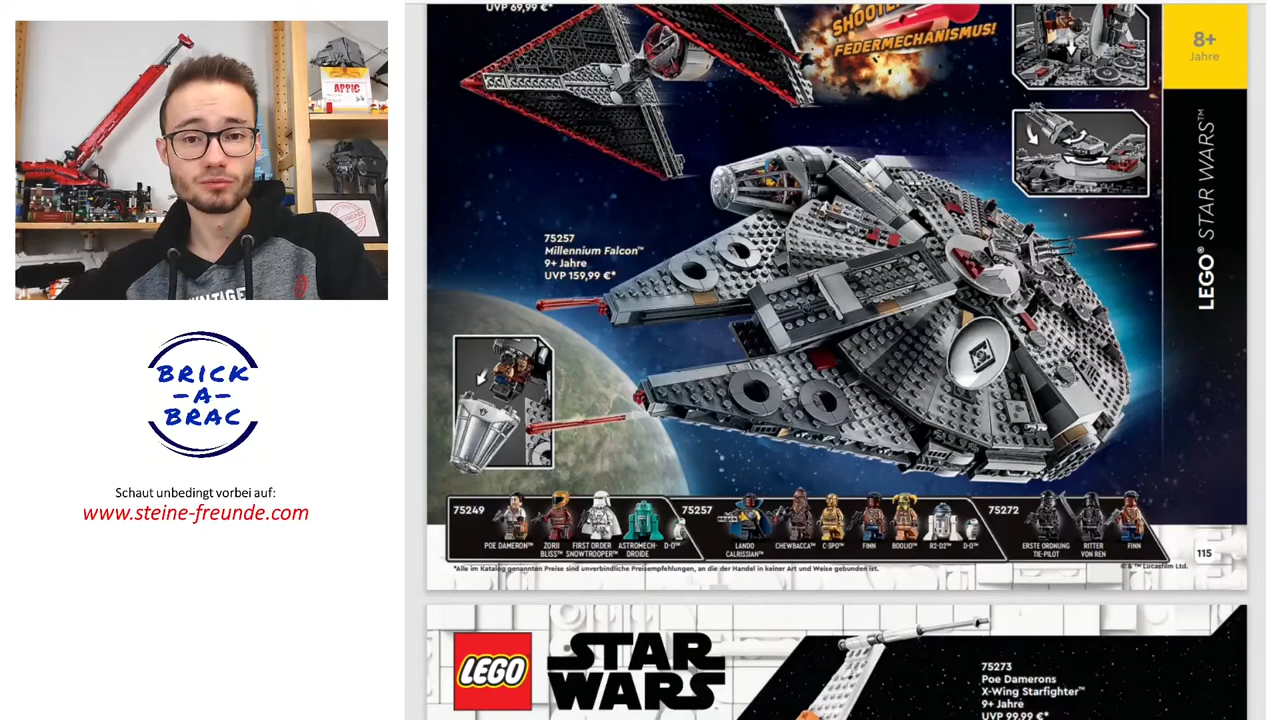 APPIC
VINTAGE
BRICK
-A-
BRAC
Schaut unbedingt vorbei auf:
www.steine-freunde.com
UVP 69,99 €*
SHOOTER
FEDERMECHANISMUS!
8+
Jahre
LEGO® STAR WARS™
75257
Millennium Falcon™
9+ Jahre
UVP 159,99 €*
75249
POE DAMERON™
ZORII
BLISS™
FIRST ORDER
SNOWTROOPER™
ASTROMECH-
DROIDE
D-O™
75257
LANDO
CALRISSIAN™
CHEWBACCA™
C-3PO™
FINN
BOOLIO™
R2-D2™
D-O™
75272
ERSTE ORDNUNG
TIE-PILOT
RITTER
VON REN
FINN
115
*Alle im Katalog genannten Preise sind unverbindliche Preisempfehlungen, an die der Handel in keiner Art und Weise gebunden ist.
© & ™ Lucasfilm Ltd.
LEGO
STAR
WARS
75273
Poe Damerons
X-Wing Starfighter™
9+ Jahre
UVP 99,99 €*